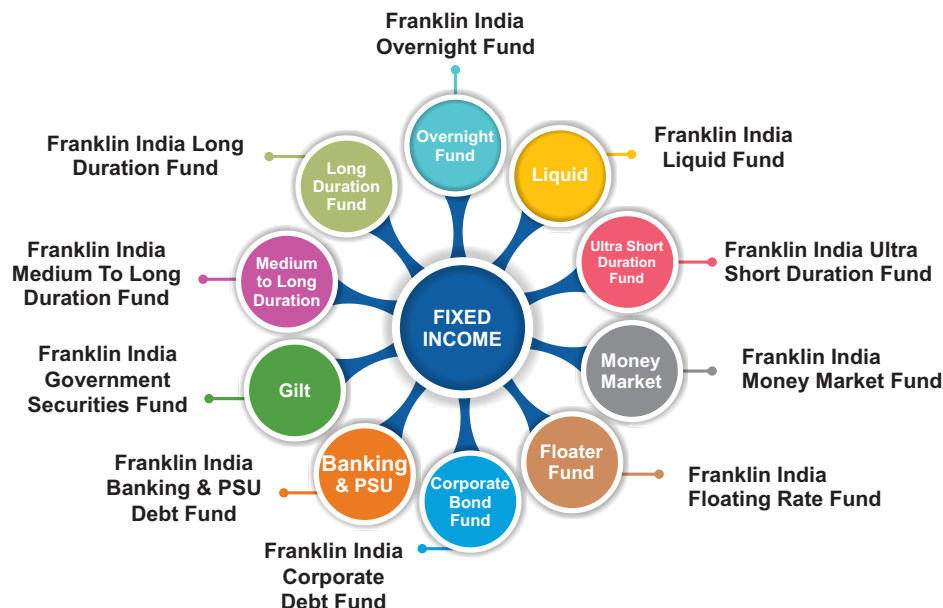 Franklin India
Overnight Fund
Franklin India Long
Duration Fund
Franklin India
Liquid Fund
Overnight
Fund
Long
Duration
Fund
Liquid
Franklin India
Medium To Long
Duration Fund
Medium
to Long
Duration
Ultra Short
Duration
Fund
Franklin India Ultra
Short Duration Fund
FIXED
INCOME
Franklin India
Government
Securities Fund
Gilt
Money
Market
Franklin India
Money Market Fund
Franklin India
Banking & PSU
Debt Fund
Banking
& PSU
Corporate
Bond
Fund
Floater
Fund
Franklin India
Floating Rate Fund
Franklin India
Corporate
Debt Fund